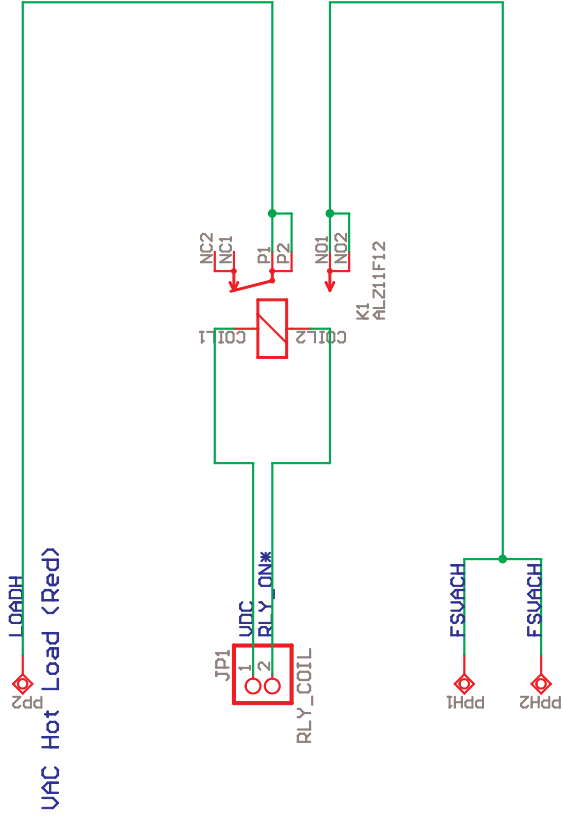 NC2
NC1
P1
P2
NO1
NO2
K1
ALZ11F12
COIL1
COIL2
LOADH
VAC Hot Load (Red)
PP2
VDC
RLY_ON*
JP1
1
2
RLY_COIL
FSVACH
FSVACH
PPH1
PPH2